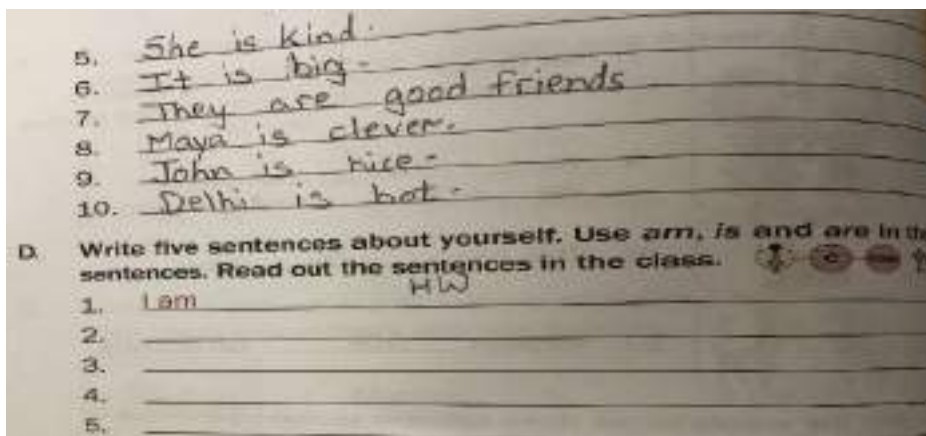 5. She is kind.
6. It is big.
7. They are good friends
8. Maya is clever.
9. John is nice.
10. Delhi is hot.
D. Write five sentences about yourself. Use am, is and are in the
sentences. Read out the sentences in the class.
HW
1. I am
2.
3.
4.
5.